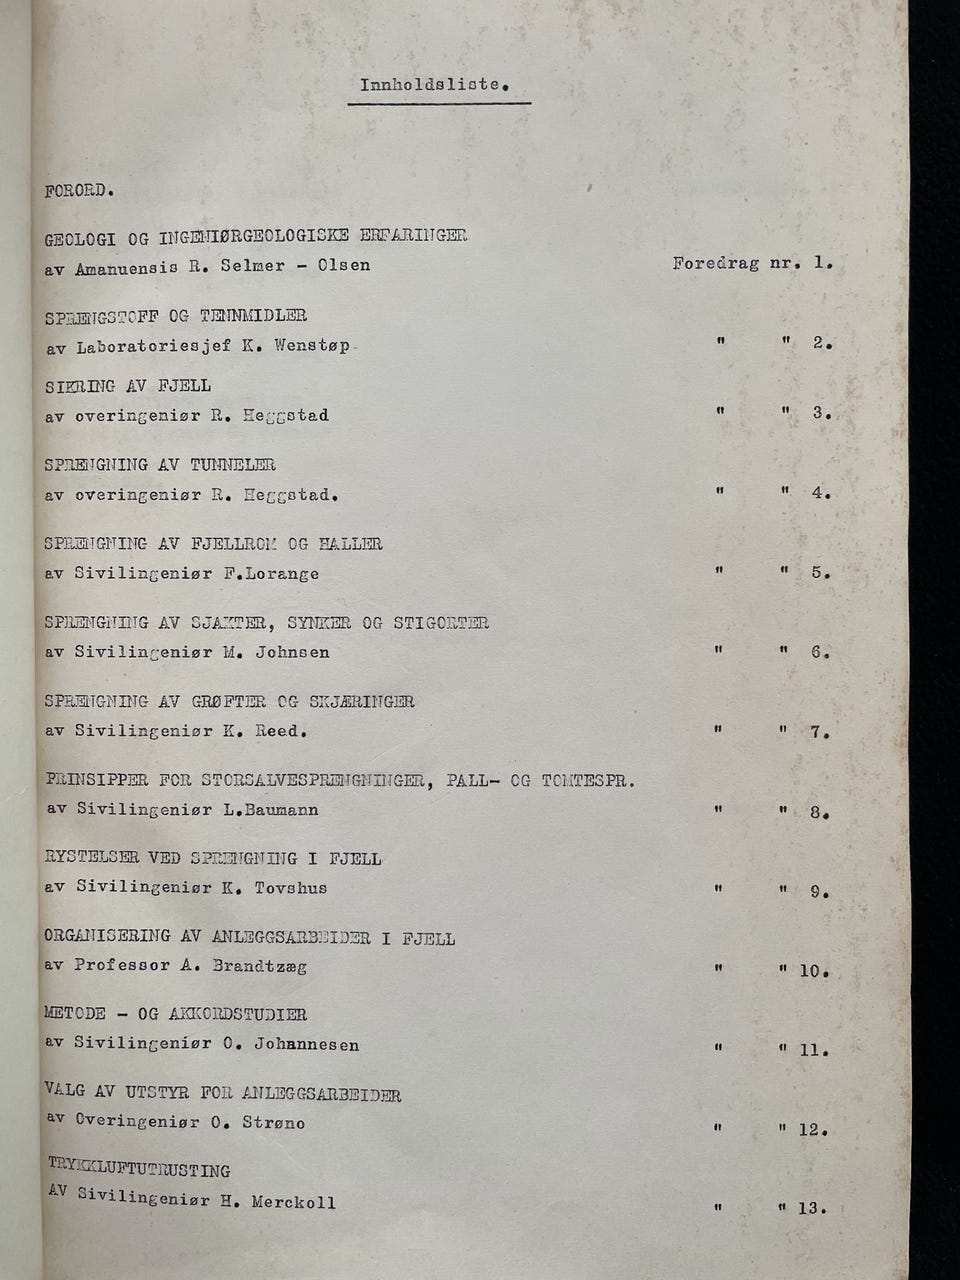 Innholdsliste.
FORORD.
GEOLOGI OG INGENIØRGEOLOGISKE ERFARINGER
av Amanuensis R. Selmer - Olsen Foredrag nr. 1.
SPRENGSTOFF OG TENNMIDLER
av Laboratoriesjef K. Wenstøp " " 2.
SIKRING AV FJELL
av overingeniør R. Heggstad " " 3.
SPRENGNING AV TUNNELER
av overingeniør R. Heggstad. " " 4.
SPRENGNING AV FJELLROM OG HALLER
av Sivilingeniør F.Lorange " " 5.
SPRENGNING AV SJAKTER, SYNKER OG STIGORTER
av Sivilingeniør M. Johnsen " " 6.
SPRENGNING AV GRØFTER OG SKJÆRINGER
av Sivilingeniør K. Reed. " " 7.
PRINSIPPER FOR STORSALVESPRENGNINGER, PALL- OG TOMTESPR.
av Sivilingeniør L.Baumann " " 8.
RYSTELSER VED SPRENGNING I FJELL
av Sivilingeniør K. Tovshus " " 9.
ORGANISERING AV ANLEGGSARBEIDER I FJELL
av Professor A. Brandtzæg " " 10.
METODE - OG AKKORDSTUDIER
av Sivilingeniør O. Johannesen " " 11.
VALG AV UTSTYR FOR ANLEGGSARBEIDER
av Overingeniør O. Strøno " " 12.
TRYKKLUFTUTRUSTING
AV Sivilingeniør H. Merckoll " " 13.